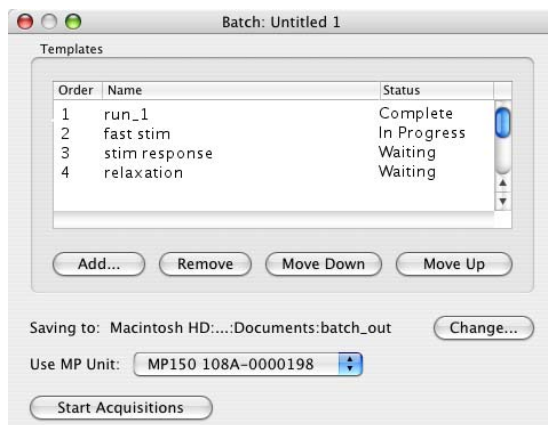 Batch: Untitled 1
Templates
Order Name Status
1 run_1 Complete
2 fast stim In Progress
3 stim response Waiting
4 relaxation Waiting
Add... Remove Move Down Move Up
Saving to: Macintosh HD:...:Documents:batch_out Change...
Use MP Unit: MP150 108A-0000198
Start Acquisitions